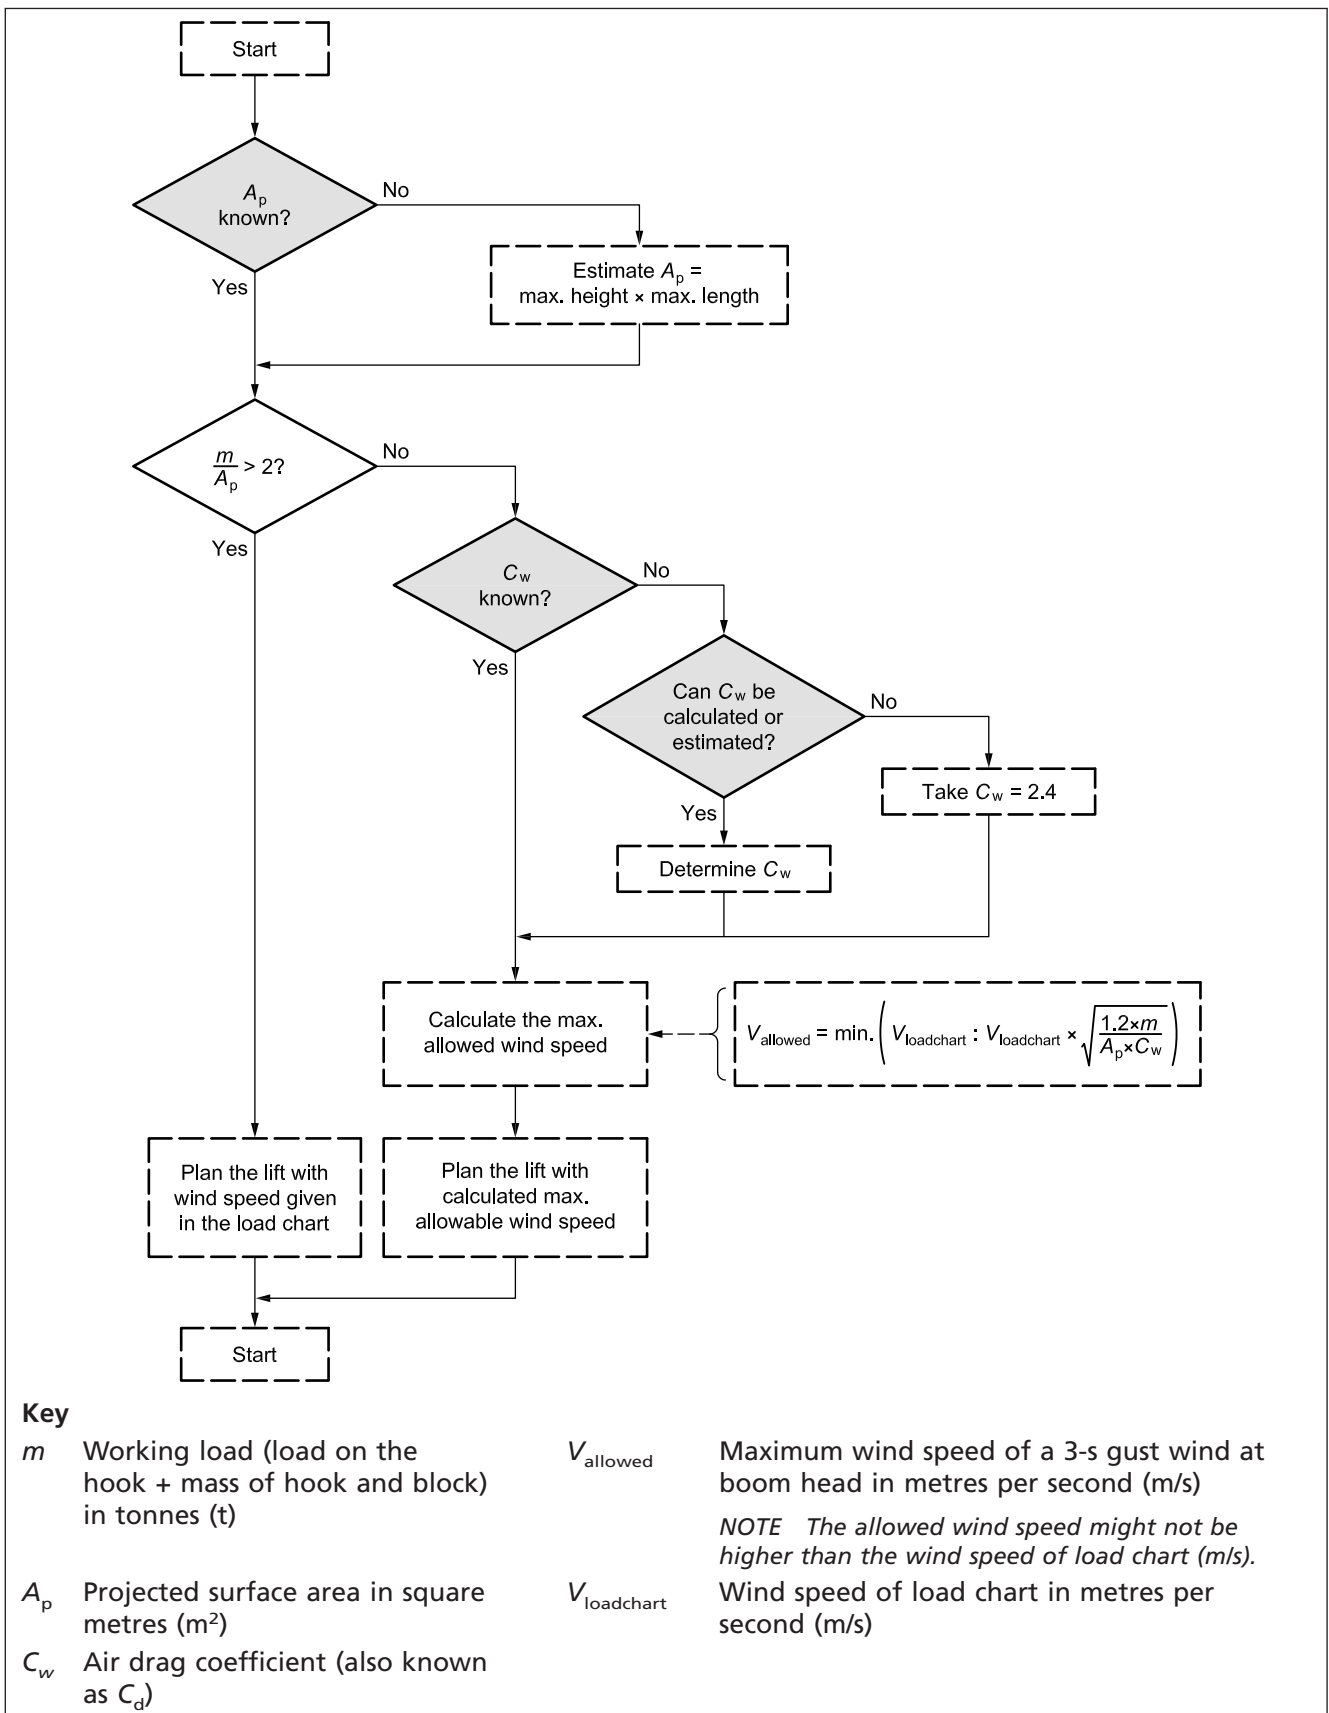 Start
A_p
known?
No
Yes
Estimate A_p =
max. height × max. length
m/A_p > 2?
No
Yes
C_w
known?
No
Yes
Can C_w be
calculated or
estimated?
No
Yes
Take C_w = 2.4
Determine C_w
Calculate the max.
allowed wind speed
V_allowed = min. ( V_loadchart : V_loadchart × √(1.2×m / A_p×C_w) )
Plan the lift with
wind speed given
in the load chart
Plan the lift with
calculated max.
allowable wind speed
Start
Key
m Working load (load on the
hook + mass of hook and block)
in tonnes (t)
V_allowed Maximum wind speed of a 3-s gust wind at
boom head in metres per second (m/s)
NOTE The allowed wind speed might not be
higher than the wind speed of load chart (m/s).
A_p Projected surface area in square
metres (m²)
V_loadchart Wind speed of load chart in metres per
second (m/s)
C_w Air drag coefficient (also known
as C_d)